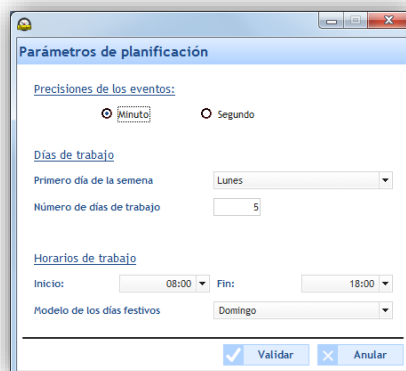 Parámetros de planificación
Precisiones de los eventos:
Minuto Segundo
Días de trabajo
Primero día de la semena Lunes
Número de días de trabajo 5
Horarios de trabajo
Inicio: 08:00 Fin: 18:00
Modelo de los días festivos Domingo
Validar Anular